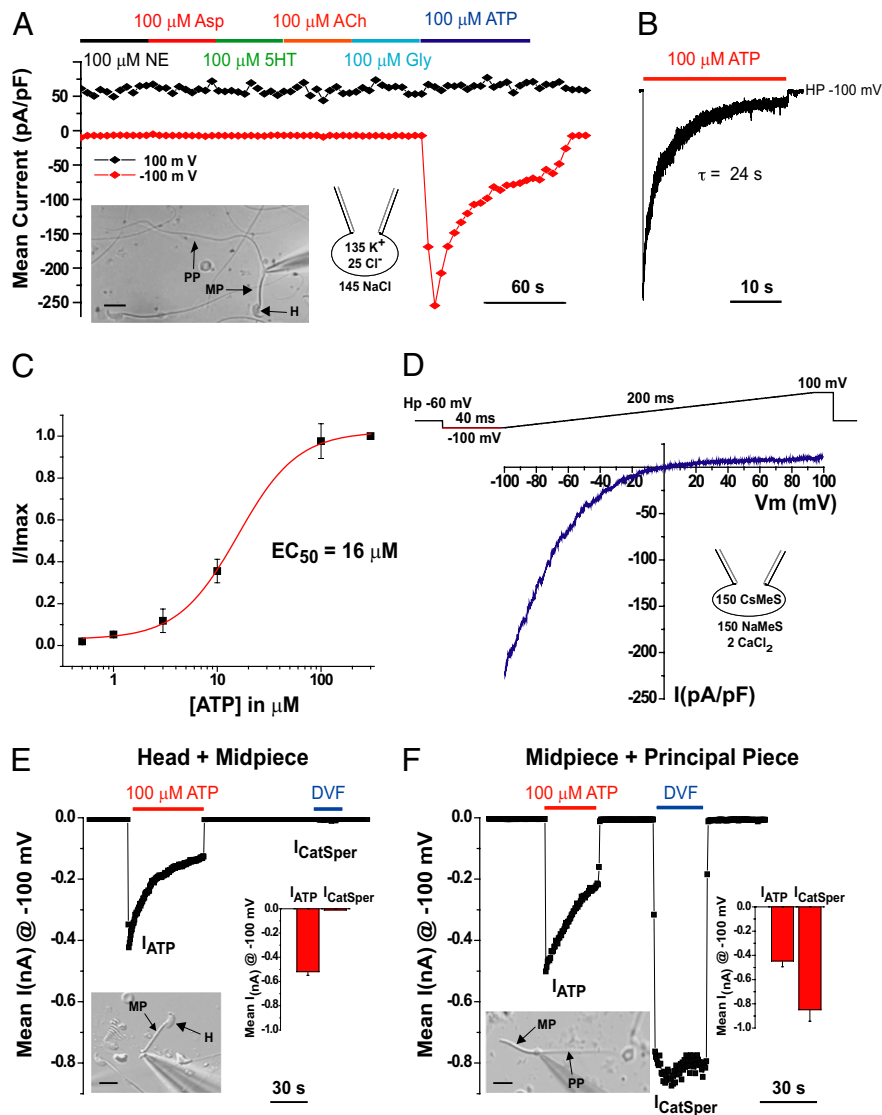 A
100 μM Asp
100 μM ACh
100 μM ATP
100 μM NE
100 μM 5HT
100 μM Gly
Mean Current (pA/pF)
50
0
-50
-100
-150
-200
-250
100 mV
-100 mV
PP
MP
H
135 K+
25 Cl-
145 NaCl
60 s
B
100 μM ATP
HP -100 mV
τ = 24 s
10 s
C
I/Imax
1.0
0.8
0.6
0.4
0.2
0.0
EC50 = 16 μM
1
10
100
[ATP] in μM
D
Hp -60 mV
40 ms
-100 mV
200 ms
100 mV
-100 -80 -60 -40 -20 0 20 40 60 80 100
Vm (mV)
-50
-100
-150
-200
-250
I(pA/pF)
150 CsMeS
150 NaMeS
2 CaCl2
E
Head + Midpiece
100 μM ATP
DVF
Mean I(nA) @ -100 mV
0.0
-0.2
-0.4
-0.6
-0.8
IATP
ICatSper
IATP
ICatSper
Mean I(nA) @ -100 mV
0.0
-0.2
-0.4
-0.6
-0.8
-1.0
MP
H
30 s
F
Midpiece + Principal Piece
100 μM ATP
DVF
Mean I(nA) @ -100 mV
0.0
-0.2
-0.4
-0.6
-0.8
IATP
ICatSper
IATP
ICatSper
Mean I(nA) @ -100 mV
0.0
-0.2
-0.4
-0.6
-0.8
-1.0
MP
PP
30 s